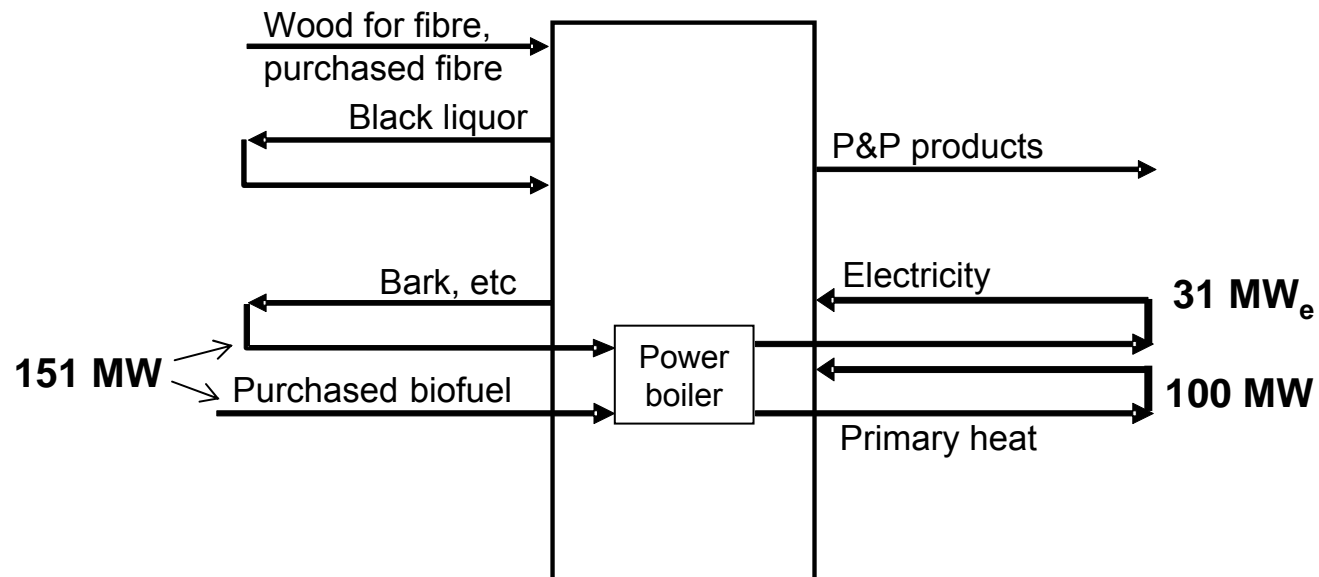 Wood for fibre,
purchased fibre
Black liquor
P&P products
Bark, etc
Electricity
31 MWe
151 MW
Power
boiler
Purchased biofuel
100 MW
Primary heat